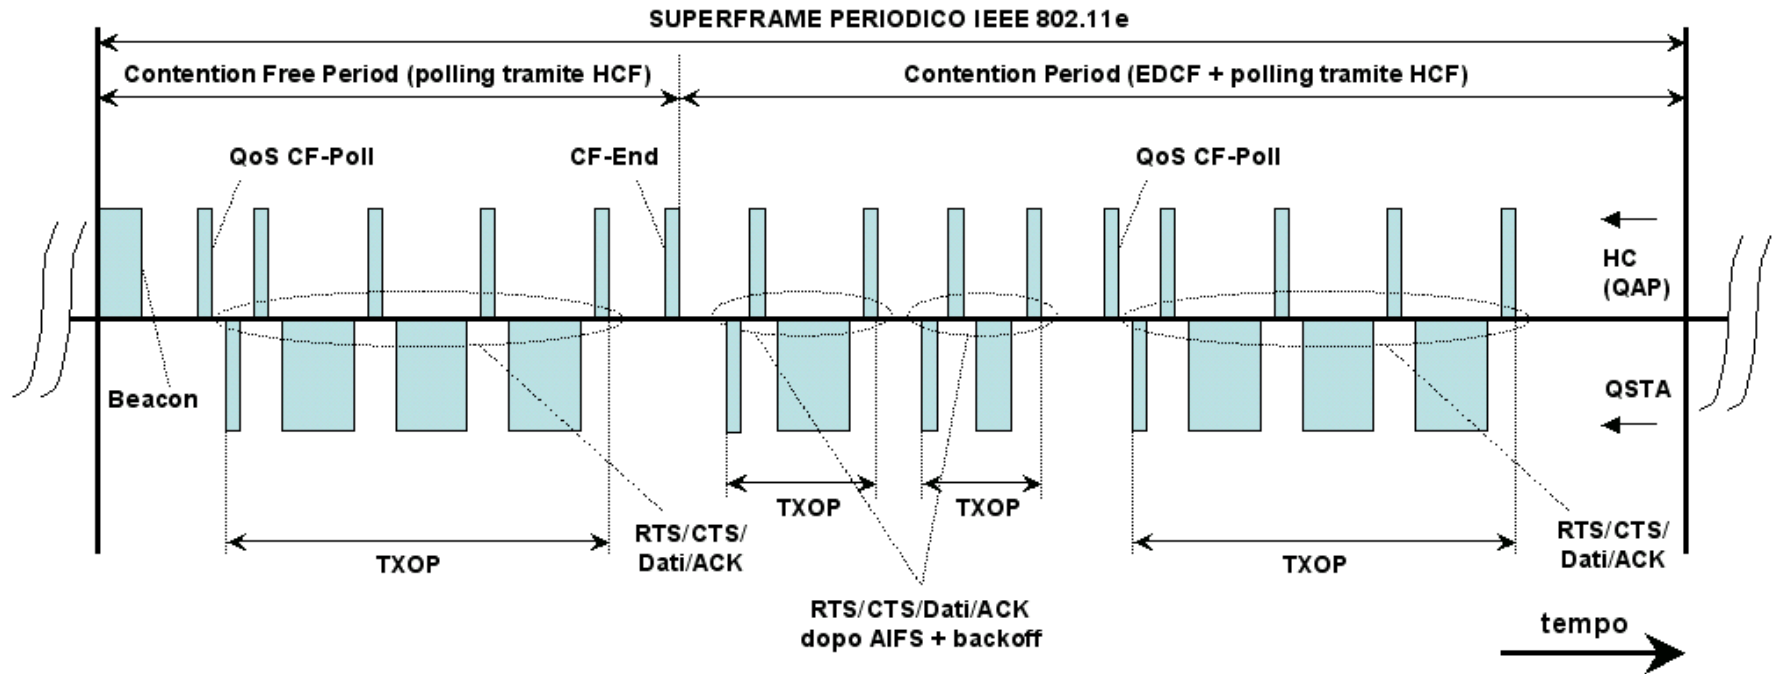 SUPERFRAME PERIODICO IEEE 802.11e
Contention Free Period (polling tramite HCF)
Contention Period (EDCF + polling tramite HCF)
QoS CF-Poll
CF-End
QoS CF-Poll
HC
(QAP)
Beacon
QSTA
TXOP
TXOP
RTS/CTS/
Dati/ACK
RTS/CTS/
Dati/ACK
TXOP
TXOP
RTS/CTS/Dati/ACK
dopo AIFS + backoff
tempo